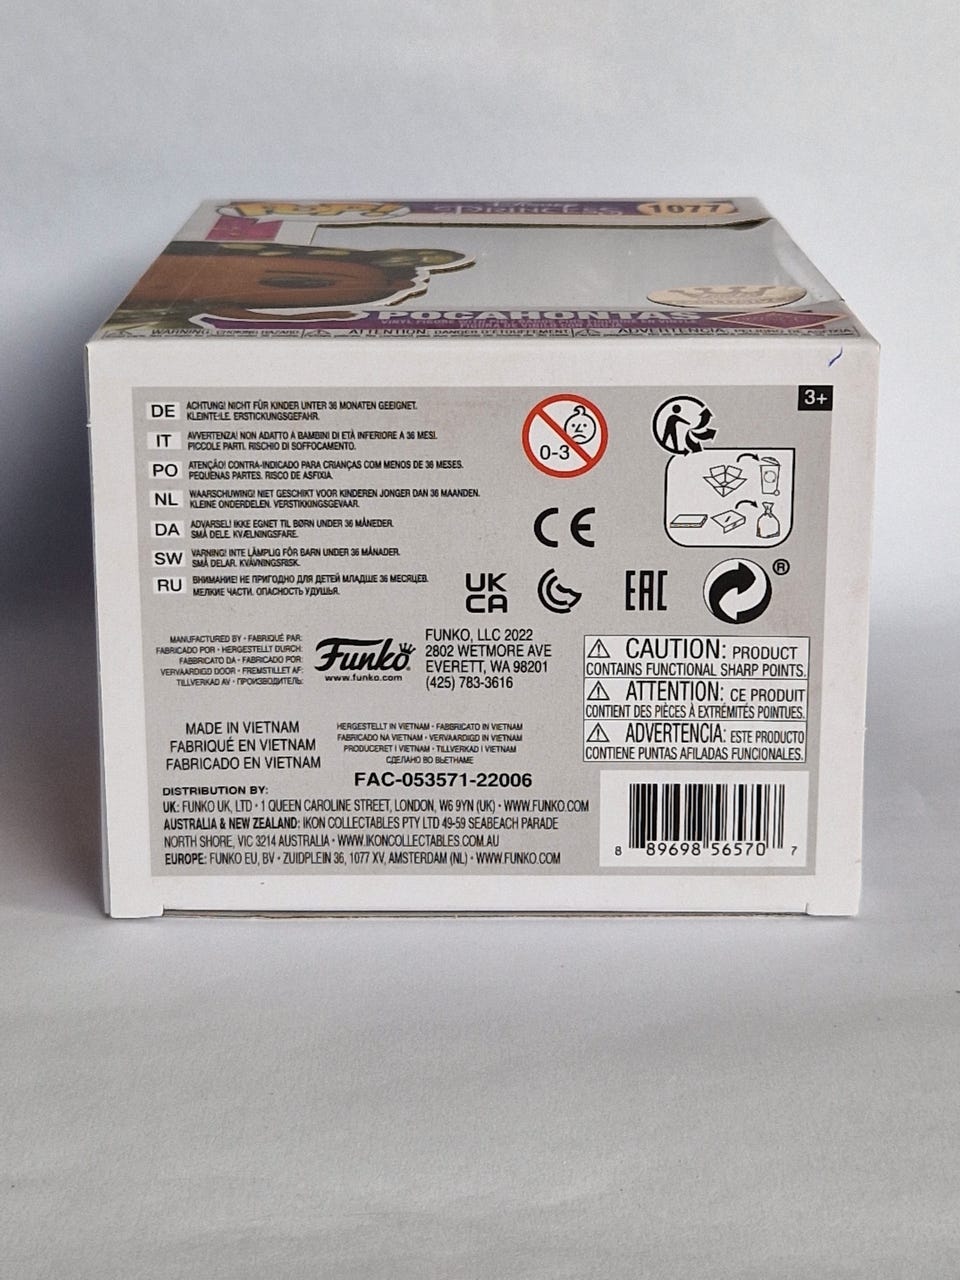 POP!
Disney
PRINCESS
1077
POCAHONTAS
WARNING: CHOKING HAZARD
ATTENTION: DANGER D'ÉTOUFFEMENT
ADVERTENCIA: PELIGRO DE ASFIXIA
3+
DE ACHTUNG! NICHT FÜR KINDER UNTER 36 MONATEN GEEIGNET.
KLEINTEILE. ERSTICKUNGSGEFAHR.
IT AVVERTENZA! NON ADATTO A BAMBINI DI ETÀ INFERIORE A 36 MESI.
PICCOLE PARTI. RISCHIO DI SOFFOCAMENTO.
PO ATENÇÃO! CONTRA-INDICADO PARA CRIANÇAS COM MENOS DE 36 MESES.
PEQUENAS PARTES. RISCO DE ASFIXIA.
NL WAARSCHUWING! NIET GESCHIKT VOOR KINDEREN JONGER DAN 36 MAANDEN.
KLEINE ONDERDELEN. VERSTIKKINGSGEVAAR.
DA ADVARSEL! IKKE EGNET TIL BØRN UNDER 36 MÅNEDER.
SMÅ DELE. KVÆLNINGSFARE.
SW VARNING! INTE LÄMPLIG FÖR BARN UNDER 36 MÅNADER.
SMÅ DELAR. KVÄVNINGSRISK.
RU ВНИМАНИЕ! НЕ ПРИГОДНО ДЛЯ ДЕТЕЙ МЛАДШЕ 36 МЕСЯЦЕВ.
МЕЛКИЕ ЧАСТИ. ОПАСНОСТЬ УДУШЬЯ.
0-3
CE
UK
CA
EAC
®
MANUFACTURED BY • FABRIQUÉ PAR:
FABRICADO POR • HERGESTELLT DURCH:
FABBRICATO DA • FABRICADO POR:
VERVAARDIGD DOOR • FREMSTILLET AF:
TILLVERKAD AV • ПРОИЗВОДИТЕЛЬ:
Funko
www.funko.com
FUNKO, LLC 2022
2802 WETMORE AVE
EVERETT, WA 98201
(425) 783-3616
CAUTION: PRODUCT
CONTAINS FUNCTIONAL SHARP POINTS.
ATTENTION: CE PRODUIT
CONTIENT DES PIÈCES À EXTRÉMITÉS POINTUES.
ADVERTENCIA: ESTE PRODUCTO
CONTIENE PUNTAS AFILADAS FUNCIONALES.
MADE IN VIETNAM
FABRIQUÉ EN VIETNAM
FABRICADO EN VIETNAM
HERGESTELLT IN VIETNAM • FABBRICATO IN VIETNAM
FABRICADO NA VIETNAM • VERVAARDIGD IN VIETNAM
PRODUCERET I VIETNAM • TILLVERKAD I VIETNAM
СДЕЛАНО ВО ВЬЕТНАМЕ
FAC-053571-22006
DISTRIBUTION BY:
UK: FUNKO UK, LTD • 1 QUEEN CAROLINE STREET, LONDON, W6 9YN (UK) • WWW.FUNKO.COM
AUSTRALIA & NEW ZEALAND: IKON COLLECTABLES PTY LTD 49-59 SEABEACH PARADE
NORTH SHORE, VIC 3214 AUSTRALIA • WWW.IKONCOLLECTABLES.COM.AU
EUROPE: FUNKO EU, BV • ZUIDPLEIN 36, 1077 XV, AMSTERDAM (NL) • WWW.FUNKO.COM
8 89698 56570 7